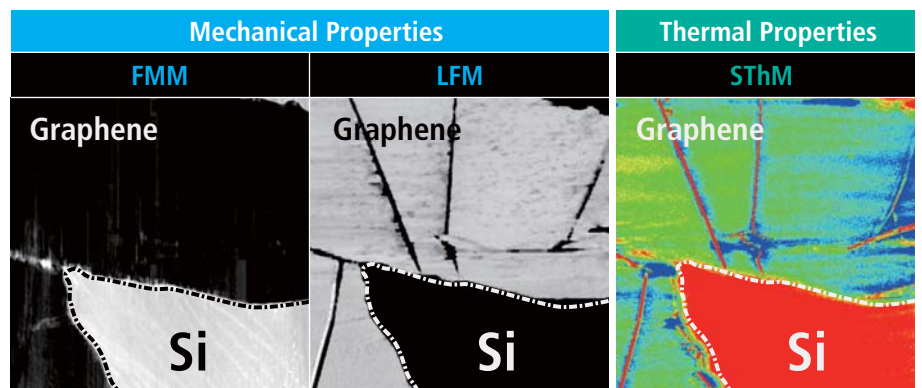 Mechanical Properties
Thermal Properties
FMM
LFM
SThM
Graphene
Graphene
Graphene
Si
Si
Si